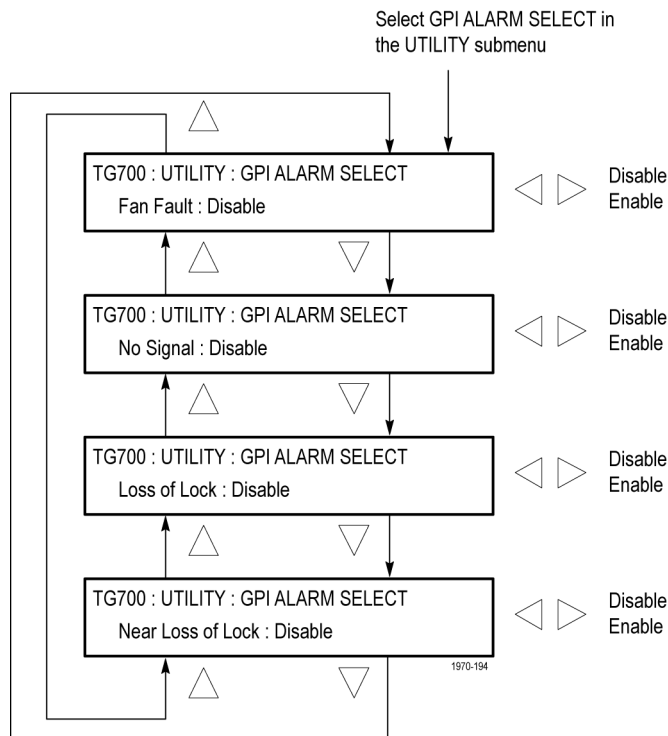 Select GPI ALARM SELECT in
the UTILITY submenu
TG700 : UTILITY : GPI ALARM SELECT
Fan Fault : Disable
Disable
Enable
TG700 : UTILITY : GPI ALARM SELECT
No Signal : Disable
Disable
Enable
TG700 : UTILITY : GPI ALARM SELECT
Loss of Lock : Disable
Disable
Enable
TG700 : UTILITY : GPI ALARM SELECT
Near Loss of Lock : Disable
Disable
Enable
1970-194